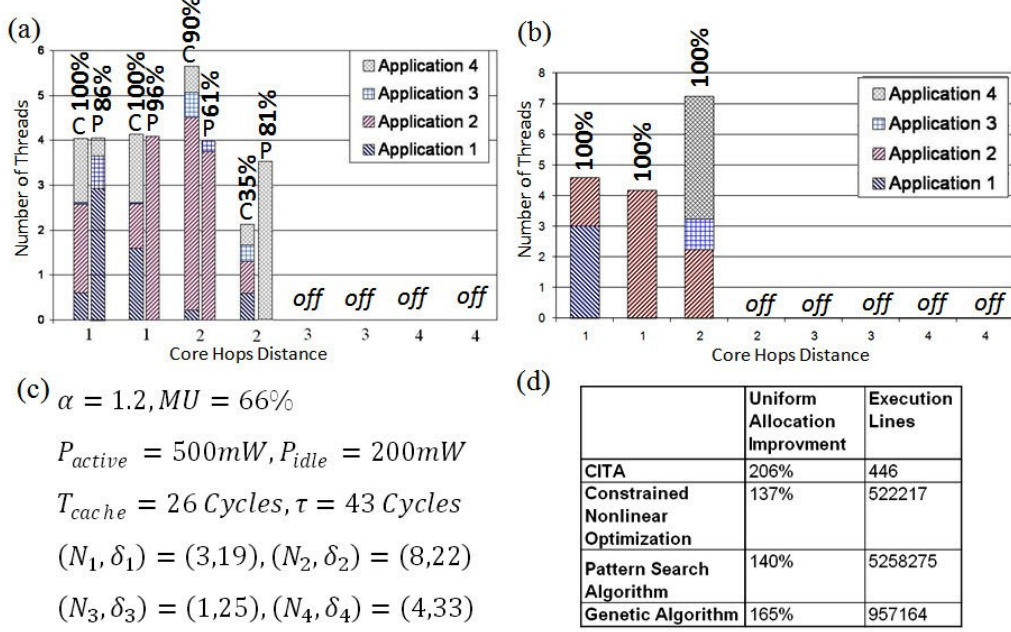 (a)
C100%
P 86%
C100%
P96%
C90%
P61%
C35%
P 81%
6
5
4
3
2
1
0
Number of Threads
Application 4
Application 3
Application 2
Application 1
off off off off
1 1 2 2 3 3 4 4
Core Hops Distance
(b)
100%
100%
100%
8
7
6
5
4
3
2
1
0
Number of Threads
Application 4
Application 3
Application 2
Application 1
off off off off off
1 1 2 2 3 3 4 4
Core Hops Distance
(c)
α = 1.2, MU = 66%
P_active = 500mW, P_idle = 200mW
T_cache = 26 Cycles, τ = 43 Cycles
(N₁, δ₁) = (3,19), (N₂, δ₂) = (8,22)
(N₃, δ₃) = (1,25), (N₄, δ₄) = (4,33)
(d)
Uniform Execution
Allocation Lines
Improvment
CITA 206% 446
Constrained 137% 522217
Nonlinear
Optimization
Pattern Search 140% 5258275
Algorithm
Genetic Algorithm 165% 957164